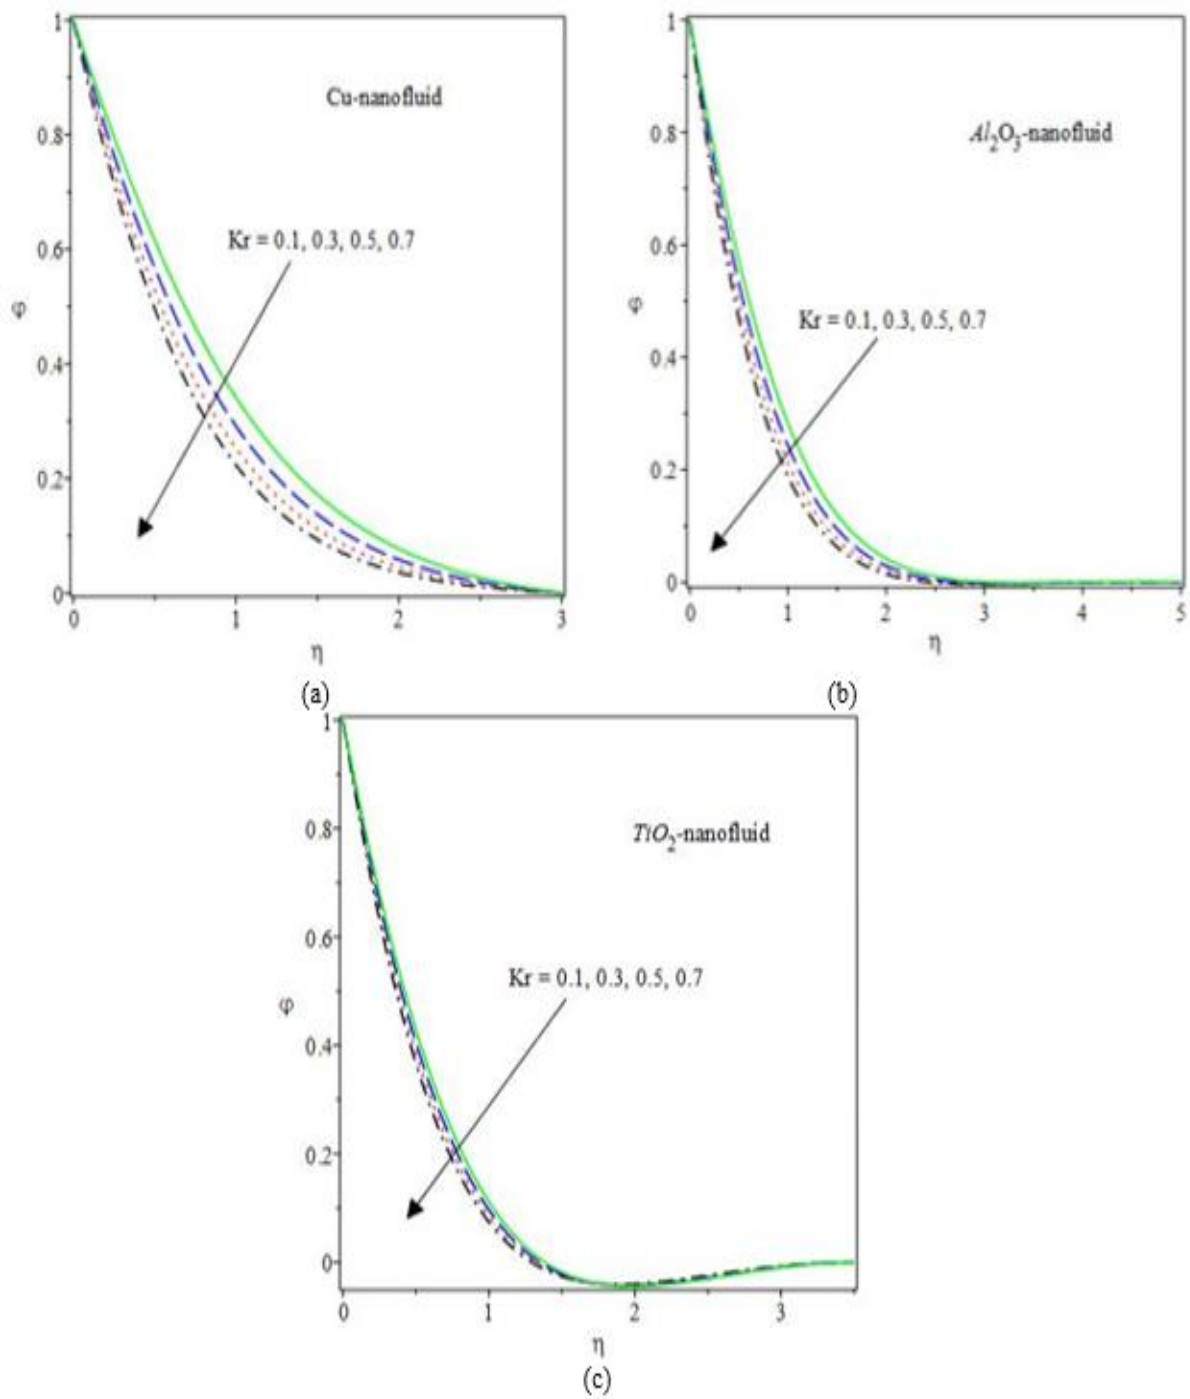 1
0.8
0.6
0.4
0.2
0
φ
Cu-nanofluid
Kr = 0.1, 0.3, 0.5, 0.7
0 1 2 3
η
(a)
1
0.8
0.6
0.4
0.2
0
φ
Al2O3-nanofluid
Kr = 0.1, 0.3, 0.5, 0.7
0 1 2 3 4 5
η
(b)
1
0.8
0.6
0.4
0.2
0
φ
TiO2-nanofluid
Kr = 0.1, 0.3, 0.5, 0.7
0 1 2 3
η
(c)